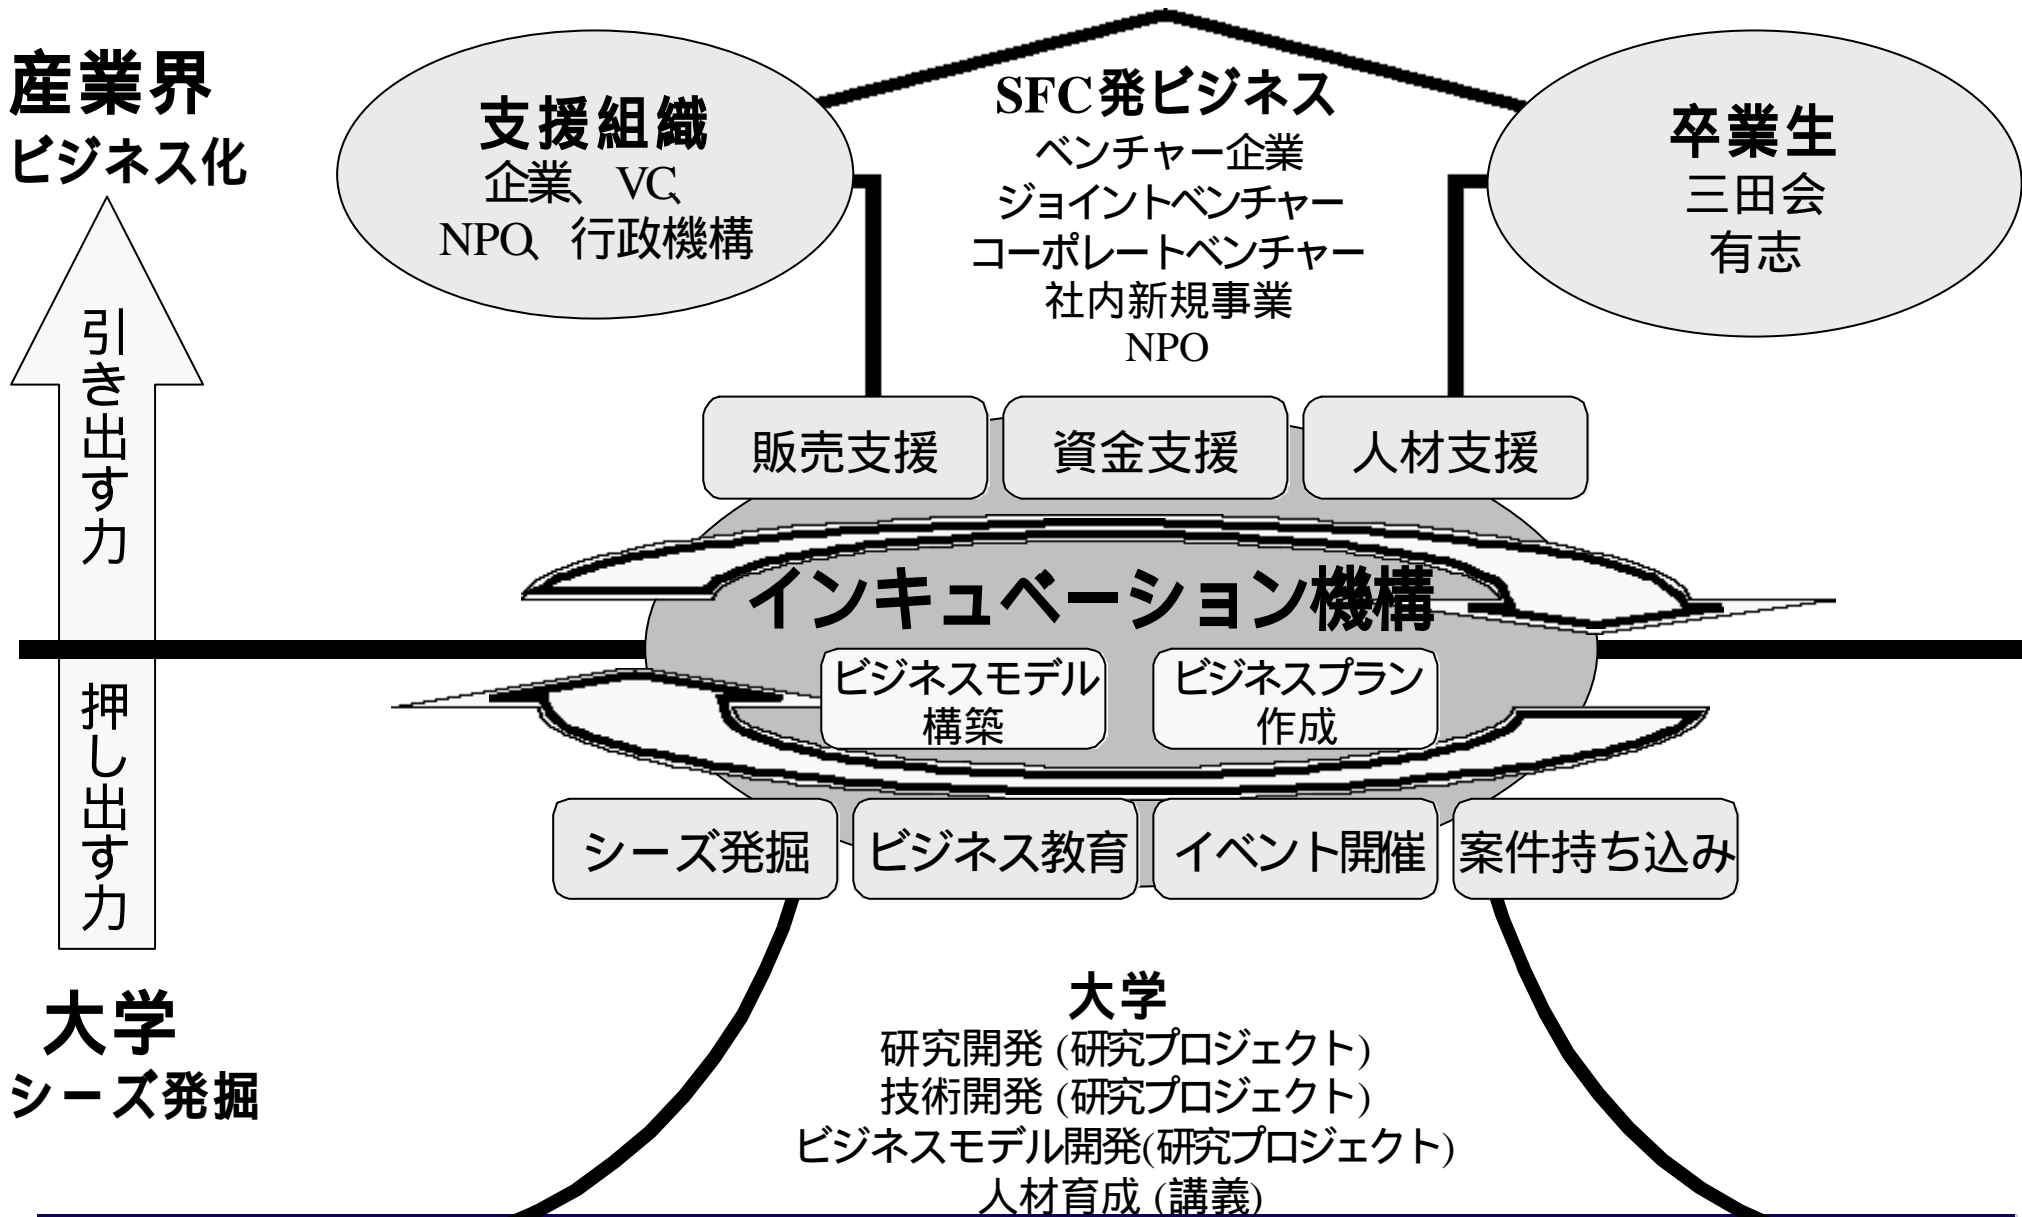 産業界
ビジネス化
引き出す力
押し出す力
大学
シーズ発掘
支援組織
企業、VC、
NPO、行政機構
SFC発ビジネス
ベンチャー企業
ジョイントベンチャー
コーポレートベンチャー
社内新規事業
NPO
卒業生
三田会
有志
販売支援
資金支援
人材支援
インキュベーション機構
ビジネスモデル
構築
ビジネスプラン
作成
シーズ発掘
ビジネス教育
イベント開催
案件持ち込み
大学
研究開発 (研究プロジェクト)
技術開発 (研究プロジェクト)
ビジネスモデル開発(研究プロジェクト)
人材育成 (講義)